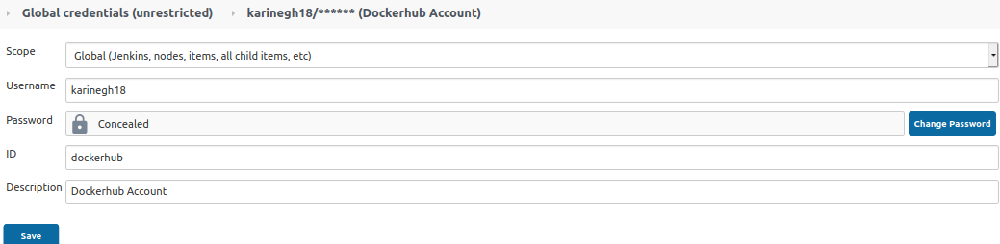 Global credentials (unrestricted) karinegh18/****** (Dockerhub Account)
Scope Global (Jenkins, nodes, items, all child items, etc)
Username karinegh18
Password Concealed Change Password
ID dockerhub
Description Dockerhub Account
Save